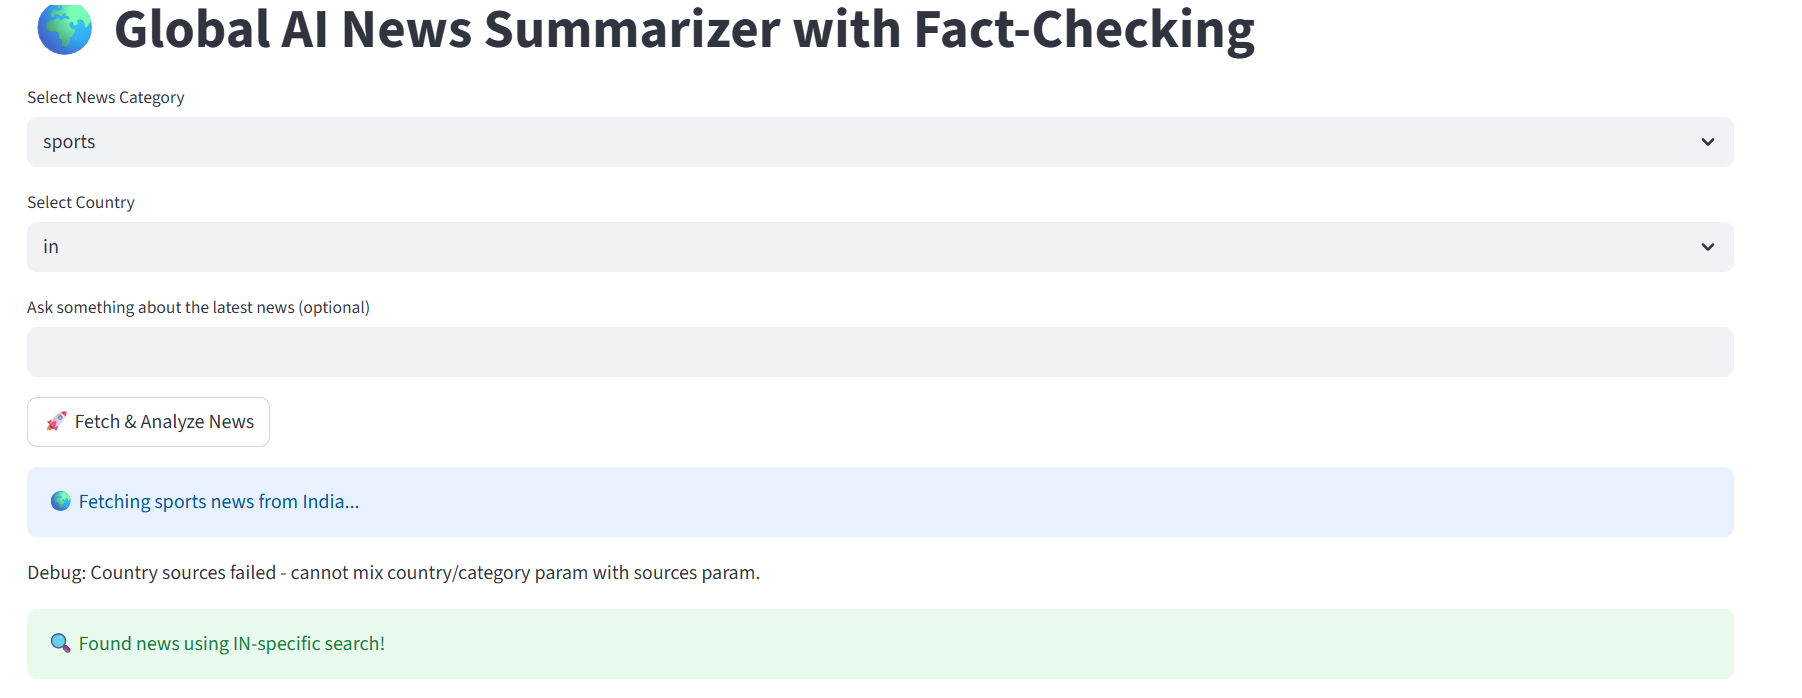 Global AI News Summarizer with Fact-Checking
Select News Category
sports
Select Country
in
Ask something about the latest news (optional)
Fetch & Analyze News
Fetching sports news from India...
Debug: Country sources failed - cannot mix country/category param with sources param.
Found news using IN-specific search!